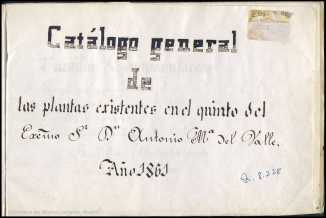 Catálogo general
de
las plantas existentes en el quinto del
Excmo Sr. Dn Antonio Mª del Valle.
Año 1861